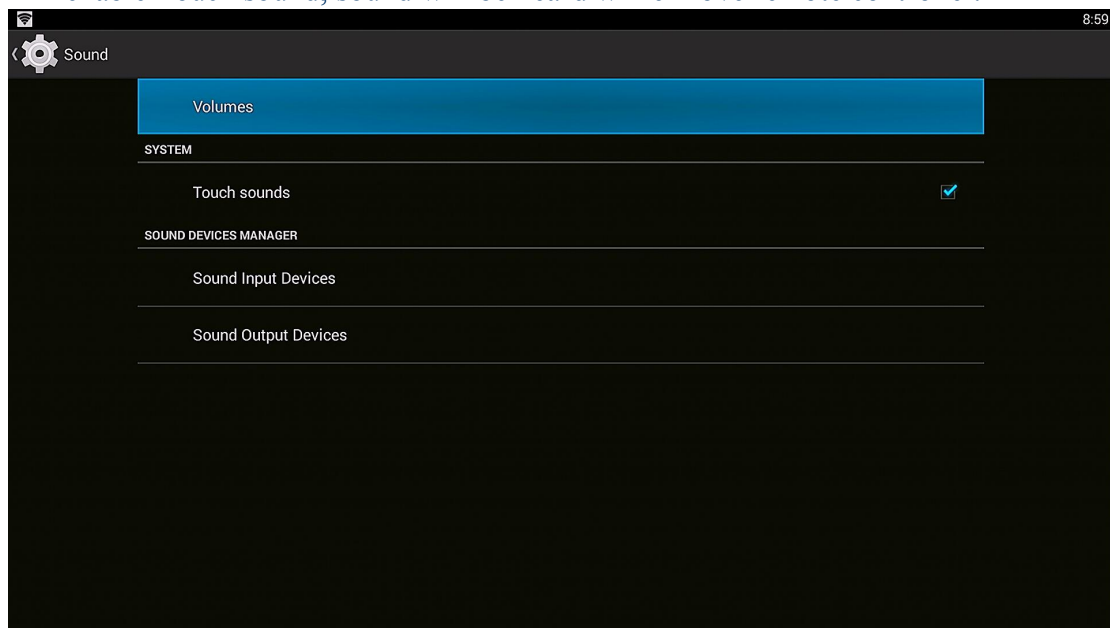 8:59
Sound
Volumes
SYSTEM
Touch sounds
SOUND DEVICES MANAGER
Sound Input Devices
Sound Output Devices